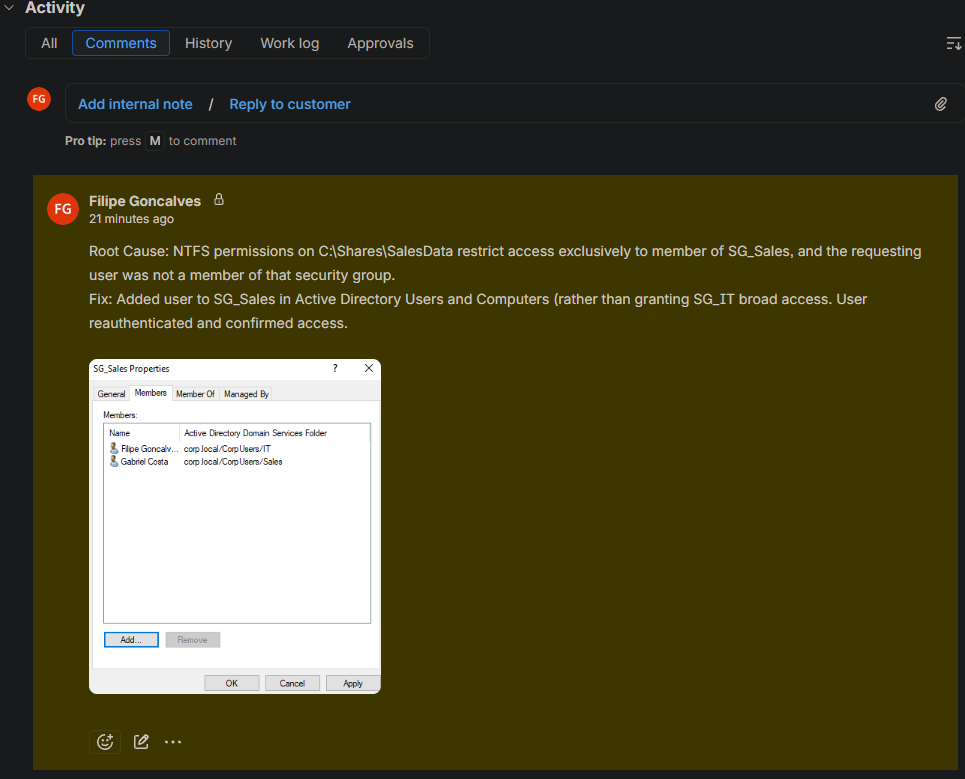 Activity
All Comments History Work log Approvals
FG
Add internal note / Reply to customer
Pro tip: press M to comment
FG
Filipe Goncalves
21 minutes ago
Root Cause: NTFS permissions on C:\Shares\SalesData restrict access exclusively to member of SG_Sales, and the requesting
user was not a member of that security group.
Fix: Added user to SG_Sales in Active Directory Users and Computers (rather than granting SG_IT broad access. User
reauthenticated and confirmed access.
SG_Sales Properties ?
General Members Member Of Managed By
Members:
Name Active Directory Domain Services Folder
Filipe Goncalv... corp.local/CorpUsers/IT
Gabriel Costa corp.local/CorpUsers/Sales
Add... Remove
OK Cancel Apply